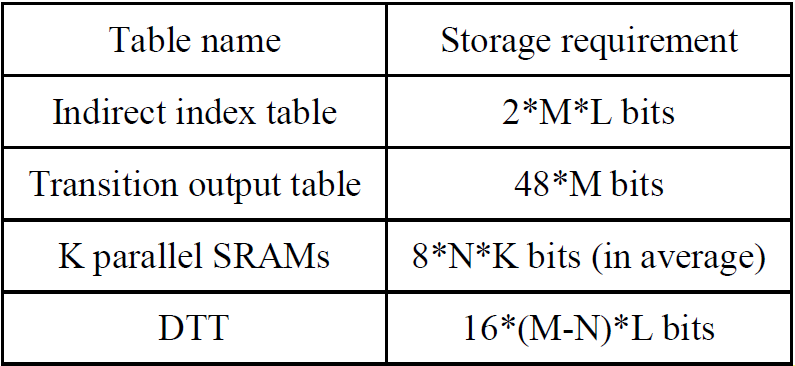 Table name Storage requirement
Indirect index table 2*M*L bits
Transition output table 48*M bits
K parallel SRAMs 8*N*K bits (in average)
DTT 16*(M-N)*L bits